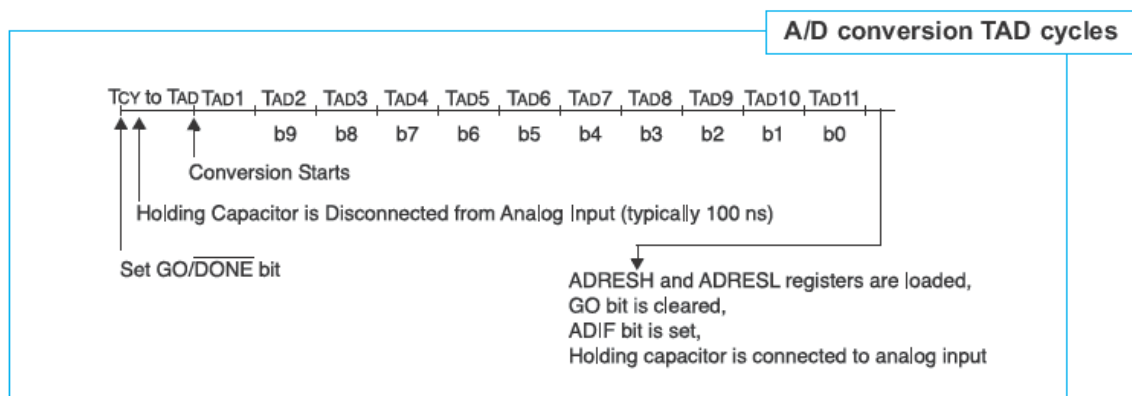 A/D conversion TAD cycles
TCY to TAD TAD1 TAD2 TAD3 TAD4 TAD5 TAD6 TAD7 TAD8 TAD9 TAD10 TAD11
b9 b8 b7 b6 b5 b4 b3 b2 b1 b0
Conversion Starts
Holding Capacitor is Disconnected from Analog Input (typically 100 ns)
Set GO/DONE bit
ADRESH and ADRESL registers are loaded,
GO bit is cleared,
ADIF bit is set,
Holding capacitor is connected to analog input